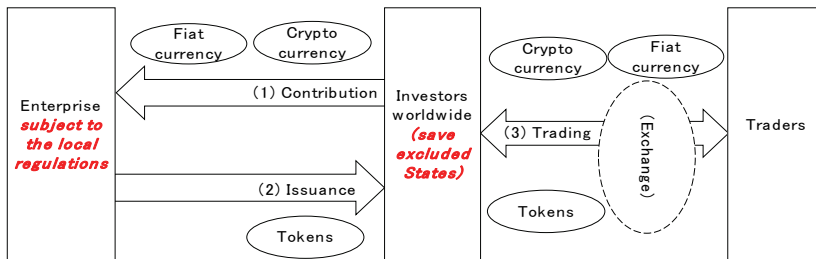 Fiat
currency
Crypto
currency
(1) Contribution
Enterprise
subject to
the local
regulations
(2) Issuance
Tokens
Investors
worldwide
(save
excluded
States)
Crypto
currency
Fiat
currency
(3) Trading
(Exchange)
Tokens
Traders